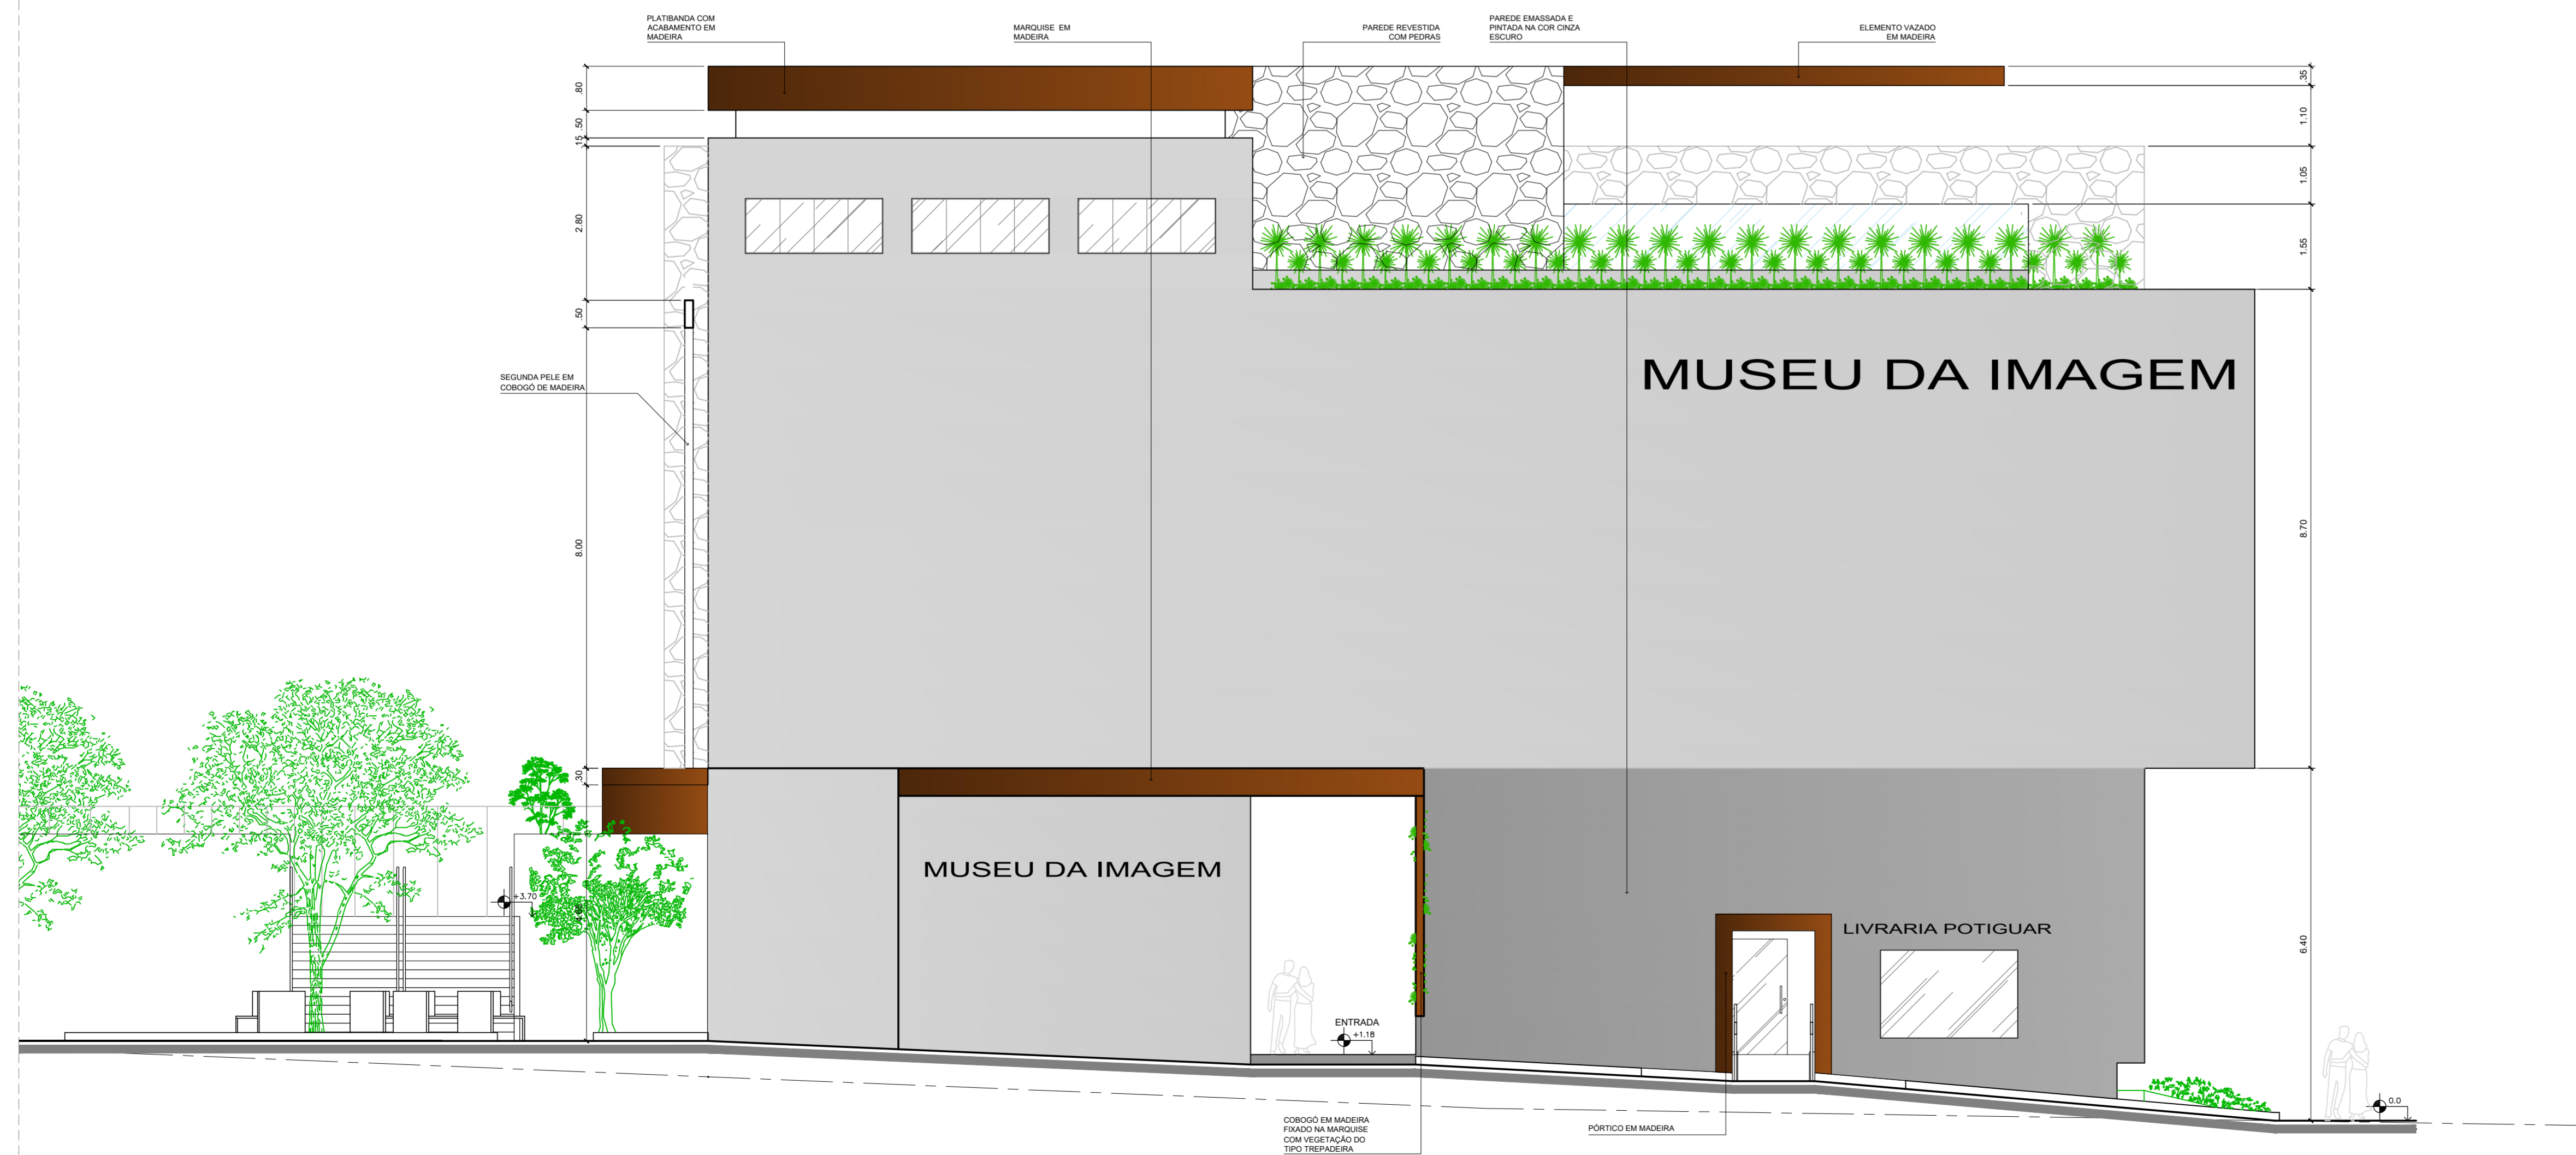 PLATIBANDA COM
ACABAMENTO EM
MADEIRA
MARQUISE EM
MADEIRA
PAREDE REVESTIDA
COM PEDRAS
PAREDE EMASSADA E
PINTADA NA COR CINZA
ESCURO
ELEMENTO VAZADO
EM MADEIRA
.80
.50
.15
2.80
.50
8.00
.30
.35
1.10
1.05
1.55
8.70
6.40
SEGUNDA PELE EM
COBOGÓ DE MADEIRA
MUSEU DA IMAGEM
MUSEU DA IMAGEM
+3.70
LIVRARIA POTIGUAR
ENTRADA
+1.18
0.0
COBOGÓ EM MADEIRA
FIXADO NA MARQUISE
COM VEGETAÇÃO DO
TIPO TREPADEIRA
PÓRTICO EM MADEIRA